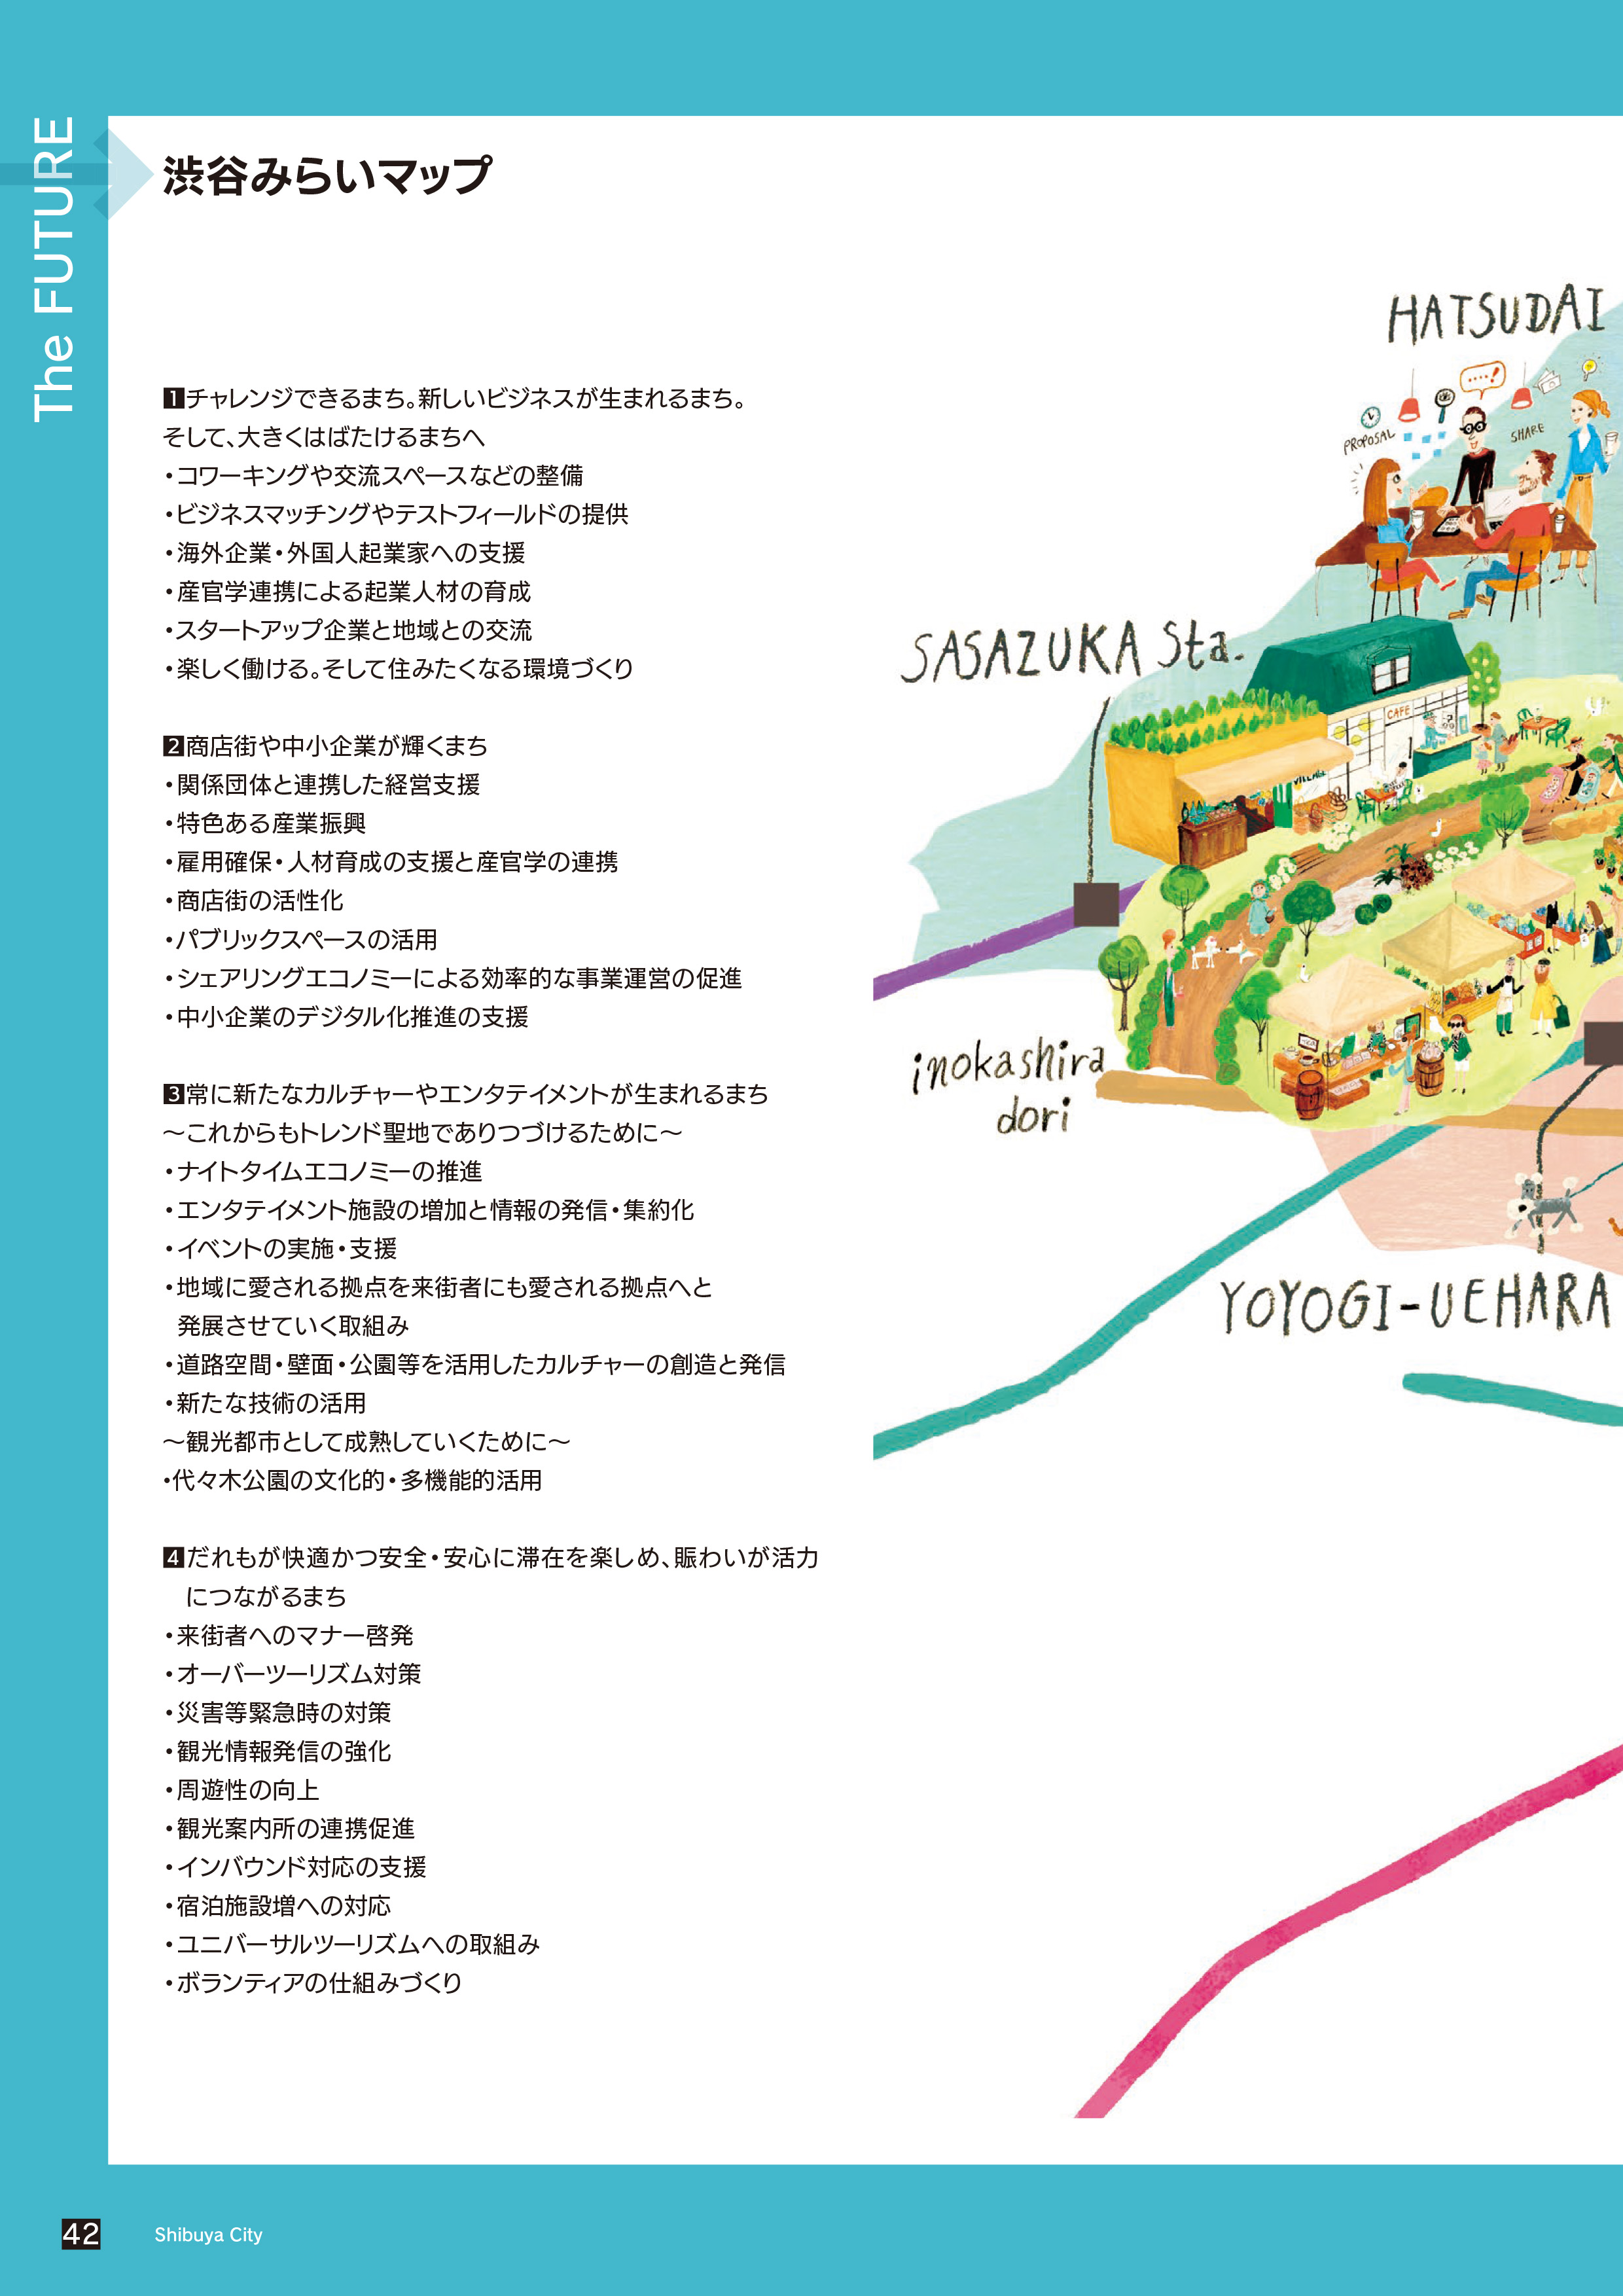 The FUTURE
渋谷みらいマップ
1チャレンジできるまち。新しいビジネスが生まれるまち。
そして、大きくはばたけるまちへ
・コワーキングや交流スペースなどの整備
・ビジネスマッチングやテストフィールドの提供
・海外企業・外国人起業家への支援
・産官学連携による起業人材の育成
・スタートアップ企業と地域との交流
・楽しく働ける。そして住みたくなる環境づくり
2商店街や中小企業が輝くまち
・関係団体と連携した経営支援
・特色ある産業振興
・雇用確保・人材育成の支援と産官学の連携
・商店街の活性化
・パブリックスペースの活用
・シェアリングエコノミーによる効率的な事業運営の促進
・中小企業のデジタル化推進の支援
3常に新たなカルチャーやエンタテイメントが生まれるまち
～これからもトレンド聖地でありつづけるために～
・ナイトタイムエコノミーの推進
・エンタテイメント施設の増加と情報の発信・集約化
・イベントの実施・支援
・地域に愛される拠点を来街者にも愛される拠点へと
発展させていく取組み
・道路空間・壁面・公園等を活用したカルチャーの創造と発信
・新たな技術の活用
～観光都市として成熟していくために～
・代々木公園の文化的・多機能的活用
4だれもが快適かつ安全・安心に滞在を楽しめ、賑わいが活力
につながるまち
・来街者へのマナー啓発
・オーバーツーリズム対策
・災害等緊急時の対策
・観光情報発信の強化
・周遊性の向上
・観光案内所の連携促進
・インバウンド対応の支援
・宿泊施設増への対応
・ユニバーサルツーリズムへの取組み
・ボランティアの仕組みづくり
HATSUDAI
PROPOSAL
SHARE
SASAZUKA Sta.
CAFE
VILLAGE
inokashira
dori
YOYOGI-UEHARA
42
Shibuya City